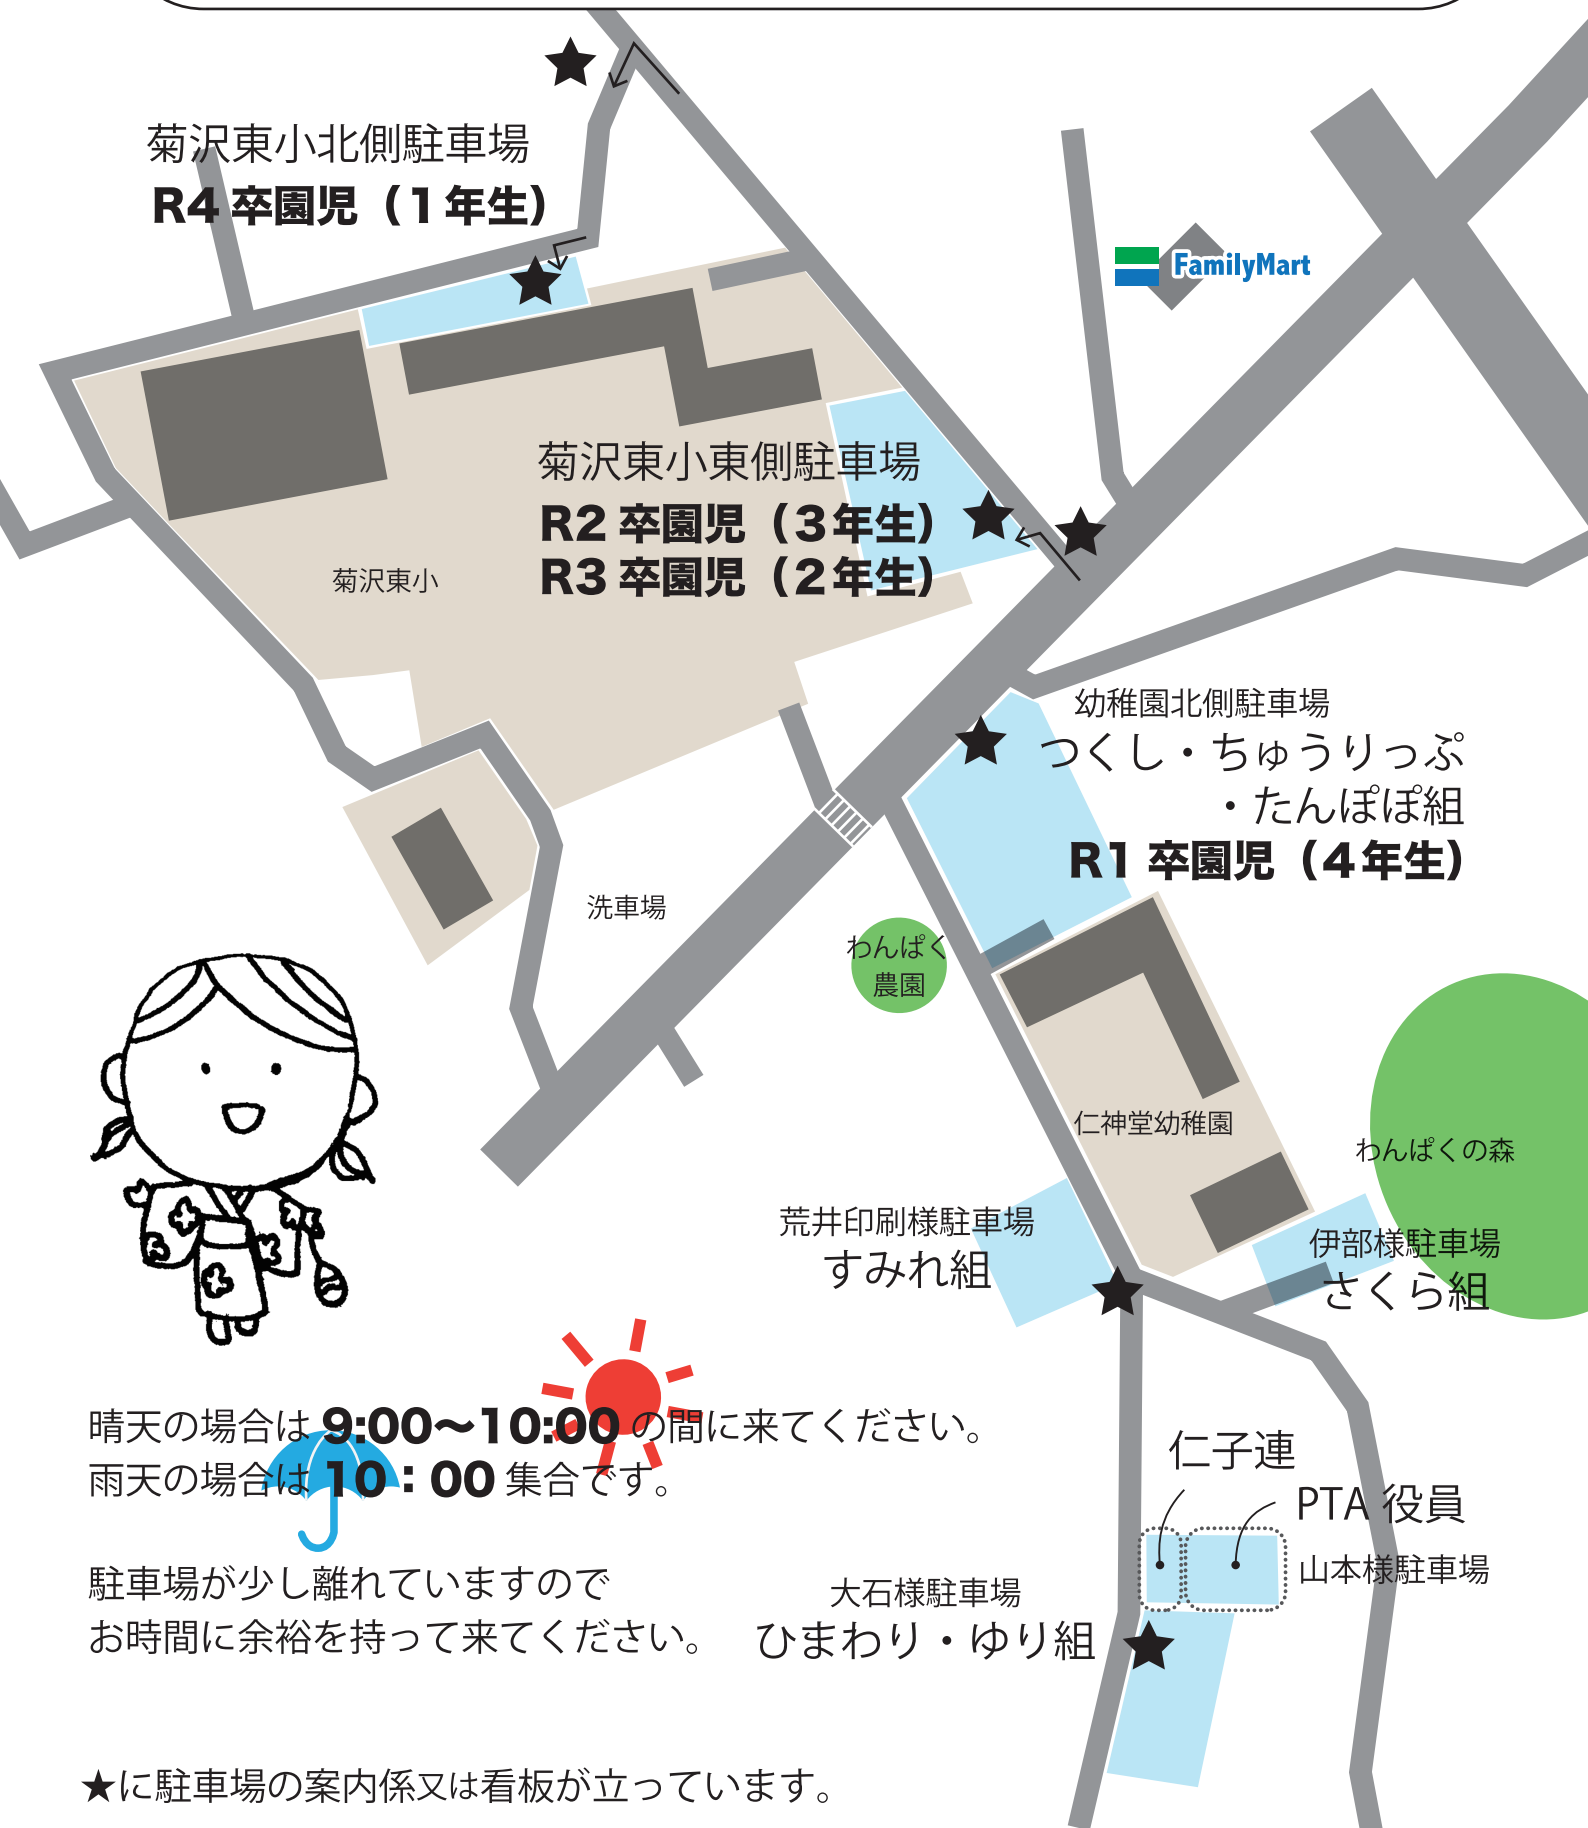 菊沢東小北側駐車場
R4 卒園児（1年生）
FamilyMart
菊沢東小東側駐車場
R2 卒園児（3年生）
R3 卒園児（2年生）
菊沢東小
幼稚園北側駐車場
つくし・ちゅうりっぷ
・たんぽぽ組
R1 卒園児（4年生）
洗車場
わんぱく
農園
仁神堂幼稚園
わんぱくの森
荒井印刷様駐車場
すみれ組
伊部様駐車場
さくら組
晴天の場合は 9:00〜10:00 の間に来てください。
雨天の場合は 10：00 集合です。
仁子連
PTA 役員
山本様駐車場
駐車場が少し離れていますので
お時間に余裕を持って来てください。
大石様駐車場
ひまわり・ゆり組
★に駐車場の案内係又は看板が立っています。